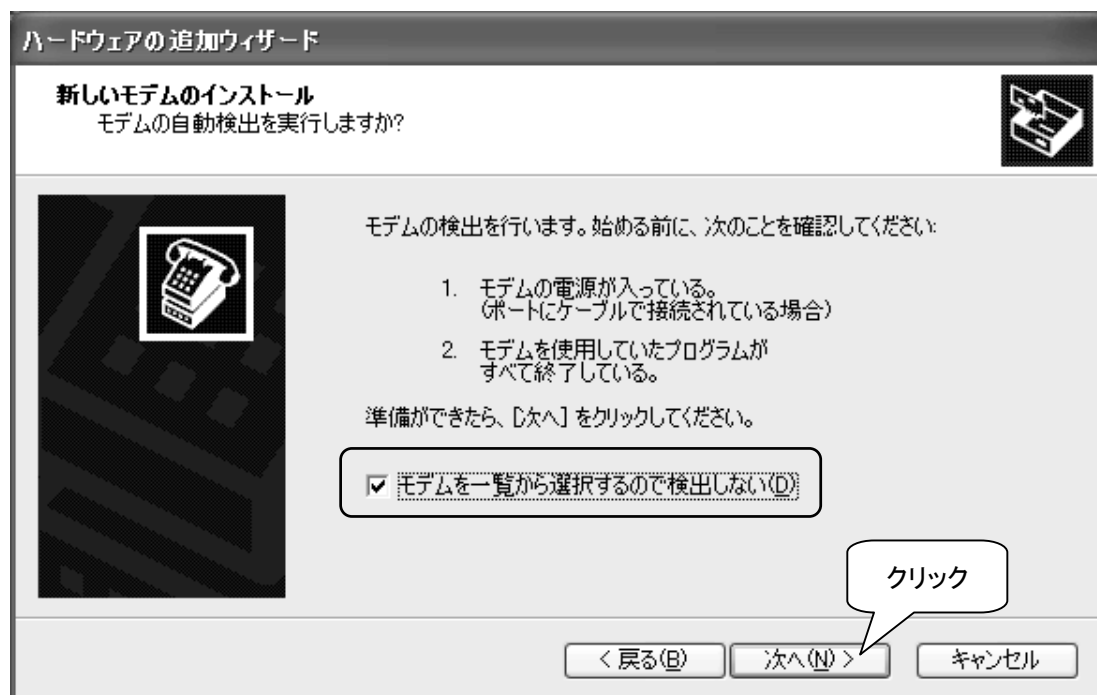 ハードウェアの追加ウィザード
新しいモデムのインストール
モデムの自動検出を実行しますか?
モデムの検出を行います。始める前に、次のことを確認してください:
1. モデムの電源が入っている。
(ポートにケーブルで接続されている場合)
2. モデムを使用していたプログラムが
すべて終了している。
準備ができたら、[次へ] をクリックしてください。
モデムを一覧から選択するので検出しない(D)
クリック
< 戻る(B) 次へ(N) > キャンセル